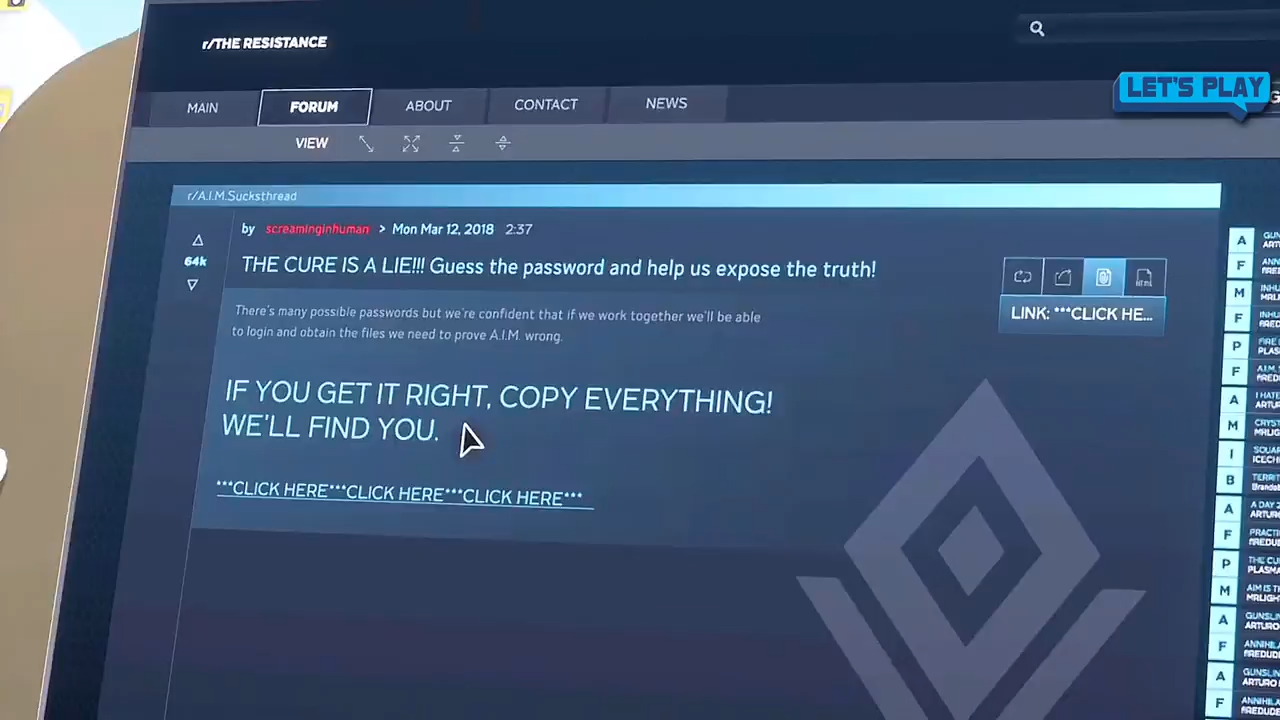 r/THE RESISTANCE
LET'S PLAY
MAIN
FORUM
ABOUT
CONTACT
NEWS
VIEW
r/A.I.M.Sucksthread
by screaminginhuman > Mon Mar 12, 2018 2:37
64k
THE CURE IS A LIE!!! Guess the password and help us expose the truth!
There's many possible passwords but we're confident that if we work together we'll be able
to login and obtain the files we need to prove A.I.M. wrong.
LINK: ***CLICK HE...
IF YOU GET IT RIGHT, COPY EVERYTHING!
WE'LL FIND YOU.
***CLICK HERE***CLICK HERE***CLICK HERE***
A
F
M
F
P
F
A
M
I
B
A
F
P
M
A
F
A
F